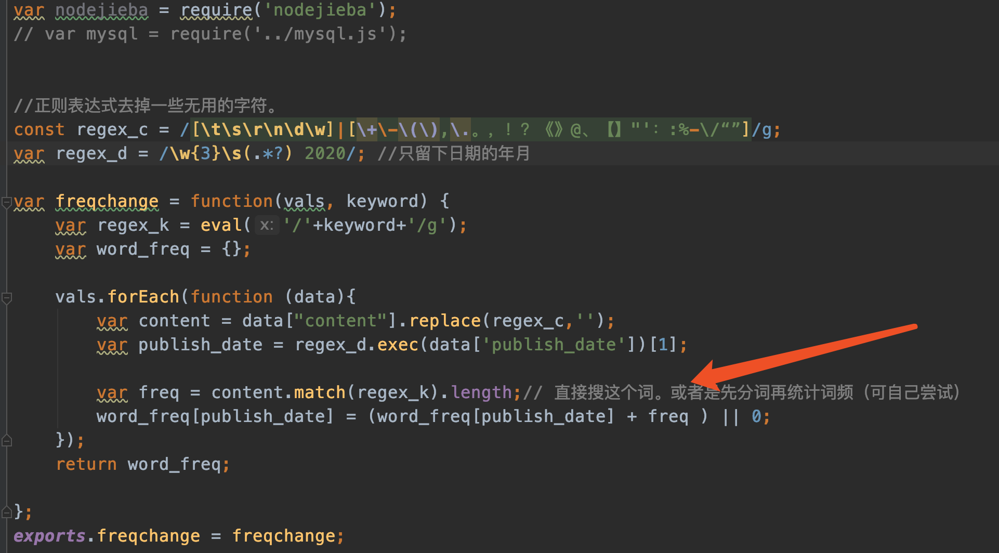 var nodejieba = require('nodejieba');
// var mysql = require('../mysql.js');
//正则表达式去掉一些无用的字符。
const regex_c = /[\t\s\r\n\d\w]|[\+\-\(\),\.。，！？《》@、【】"'：:%-\/“”]/g;
var regex_d = /\w{3}\s(.*?) 2020/; //只留下日期的年月
var freqchange = function(vals, keyword) {
var regex_k = eval( x: '/'+keyword+'/g');
var word_freq = {};
vals.forEach(function (data){
var content = data["content"].replace(regex_c,'');
var publish_date = regex_d.exec(data['publish_date'])[1];
var freq = content.match(regex_k).length;// 直接搜这个词。或者是先分词再统计词频（可自己尝试）
word_freq[publish_date] = (word_freq[publish_date] + freq ) || 0;
});
return word_freq;
};
exports.freqchange = freqchange;